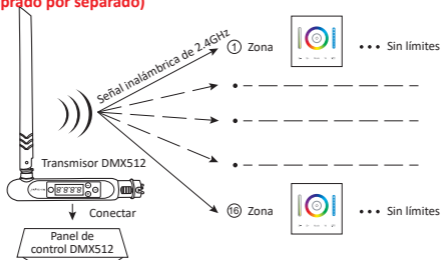 prado por separado)
Señal inalámbrica de 2.4GHz
1 Zona
Sin límites
Transmisor DMX512
Conectar
16 Zona
Sin límites
Panel de
control DMX512